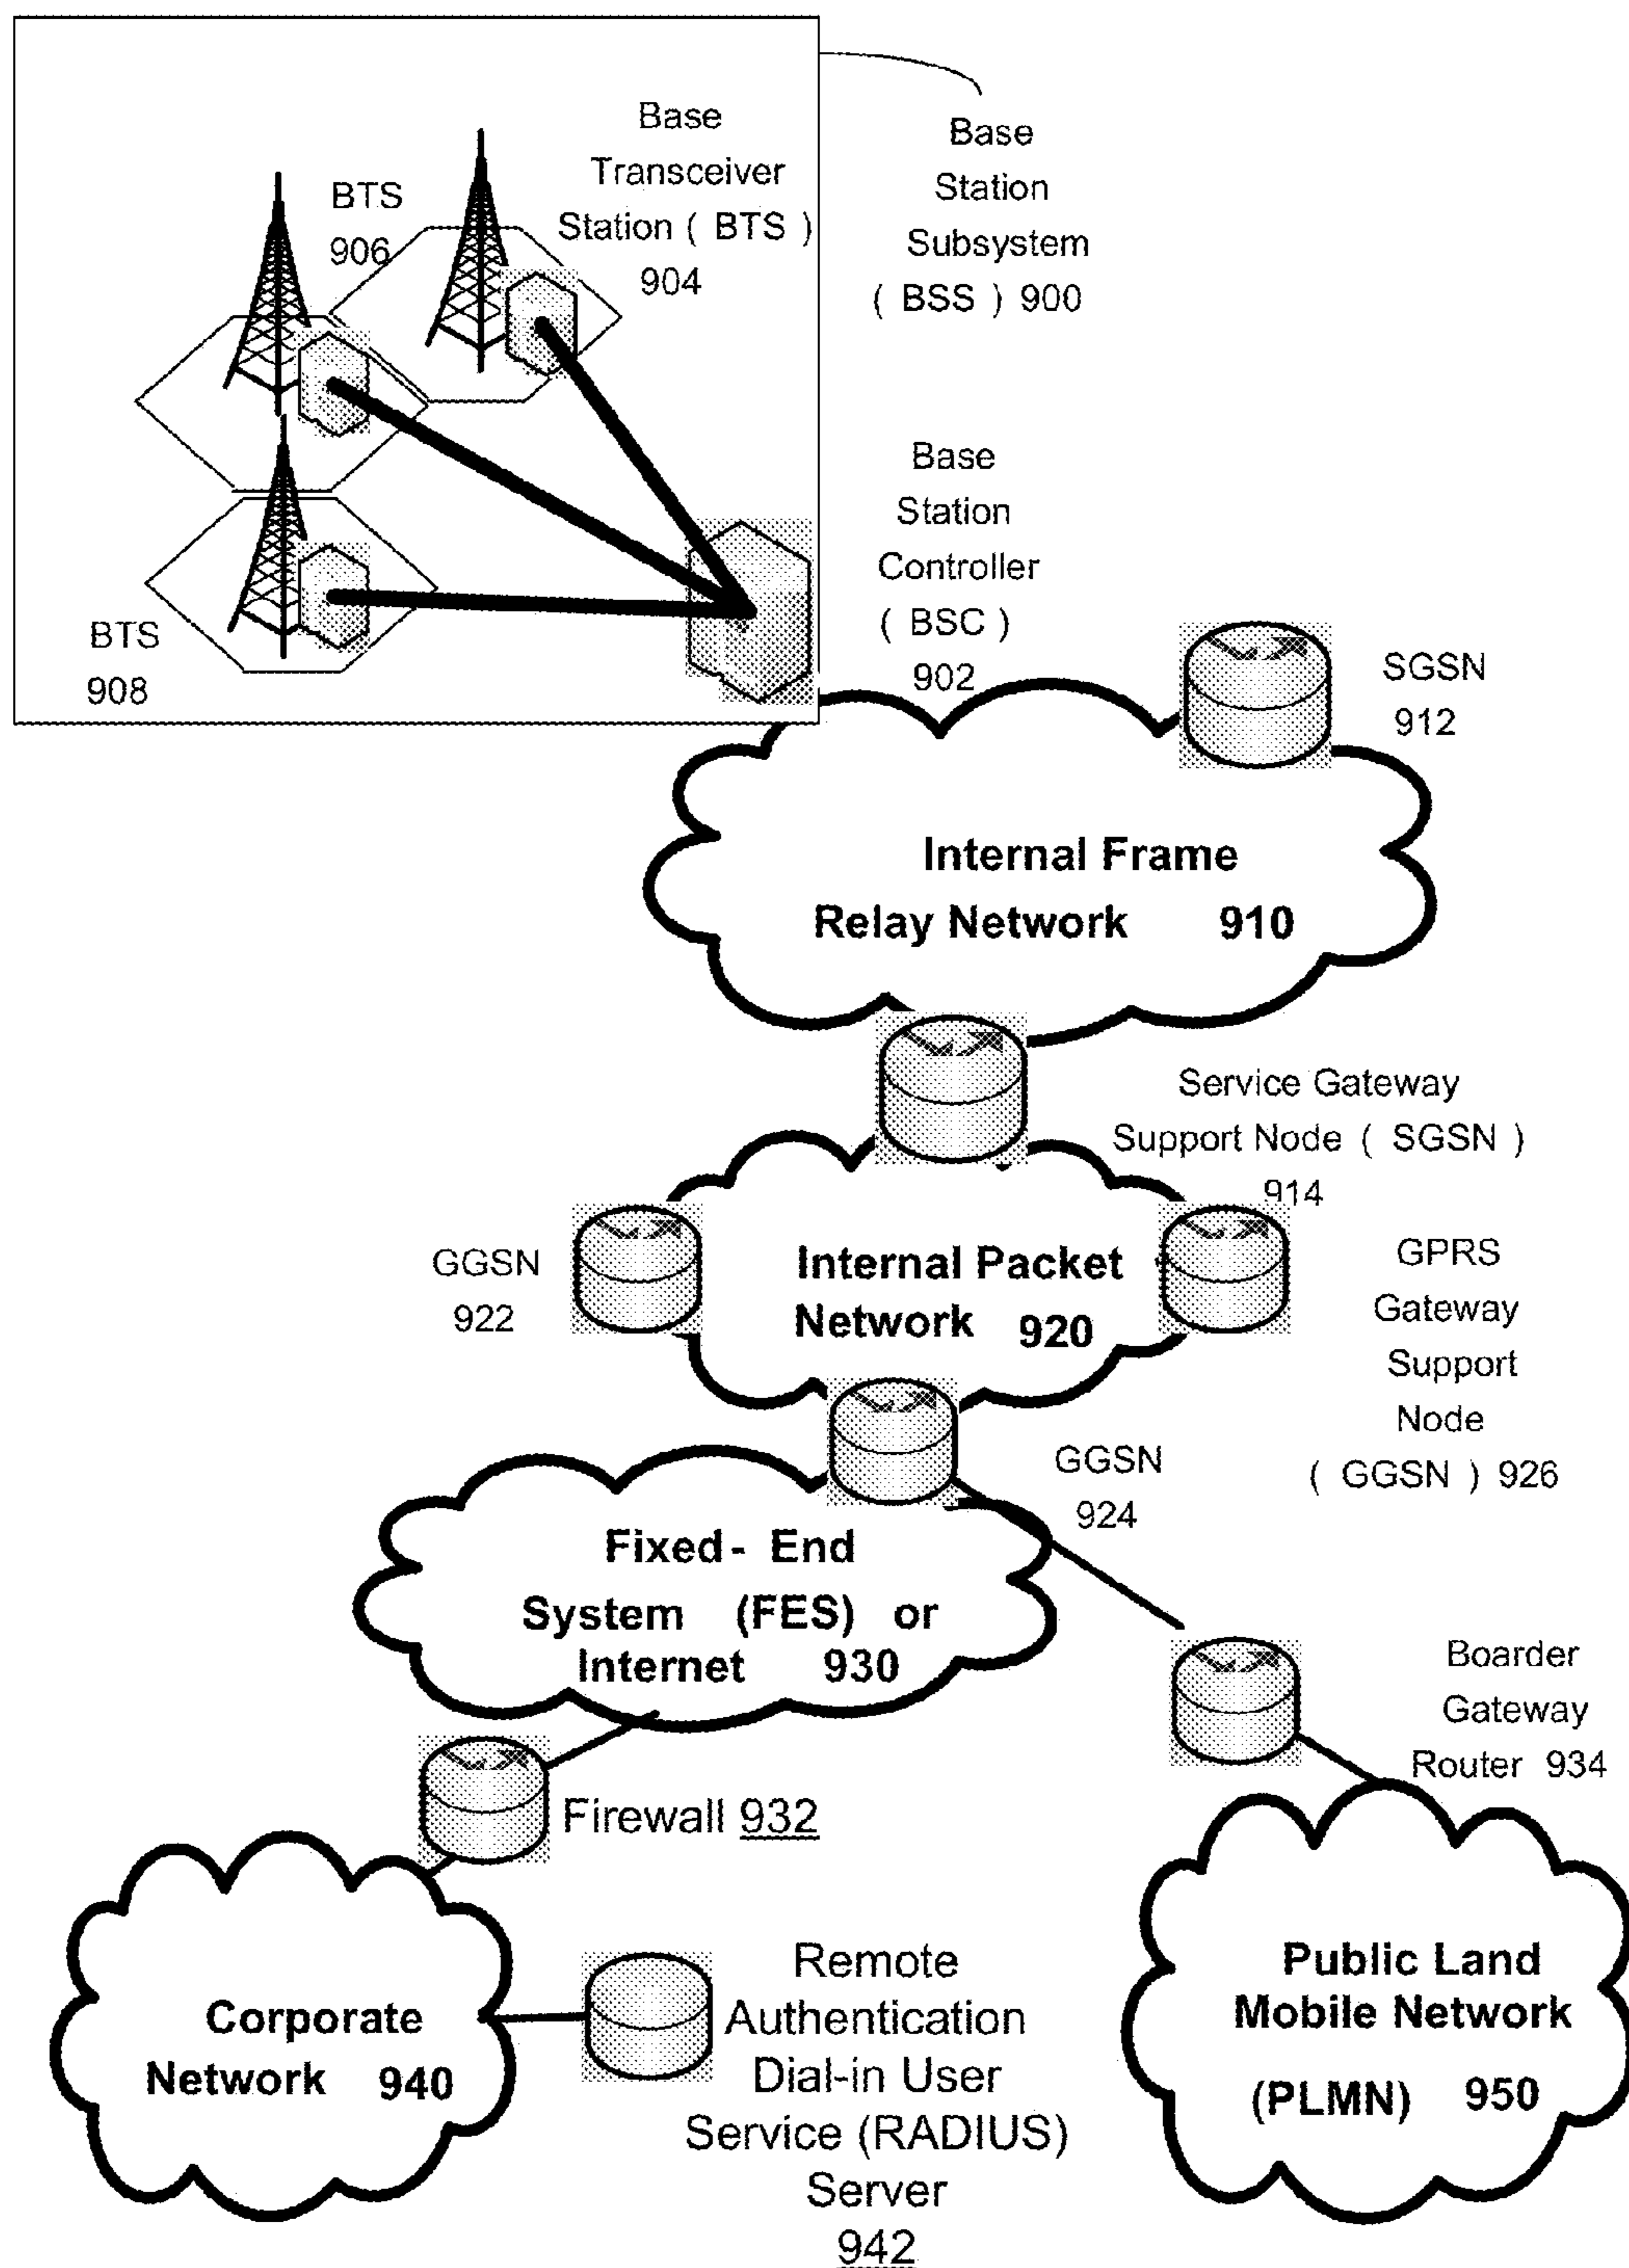 Base
Transceiver
Station ( BTS )
904
BTS
906
BTS
908
Base
Station
Subsystem
( BSS ) 900
Base
Station
Controller
( BSC )
902
SGSN
912
Internal Frame
Relay Network 910
Service Gateway
Support Node ( SGSN )
914
GGSN
922
Internal Packet
Network 920
GPRS
Gateway
Support
Node
( GGSN ) 926
GGSN
924
Fixed - End
System (FES) or
Internet 930
Boarder
Gateway
Router 934
Firewall 932
Corporate
Network 940
Remote
Authentication
Dial-in User
Service (RADIUS)
Server
942
Public Land
Mobile Network
(PLMN) 950